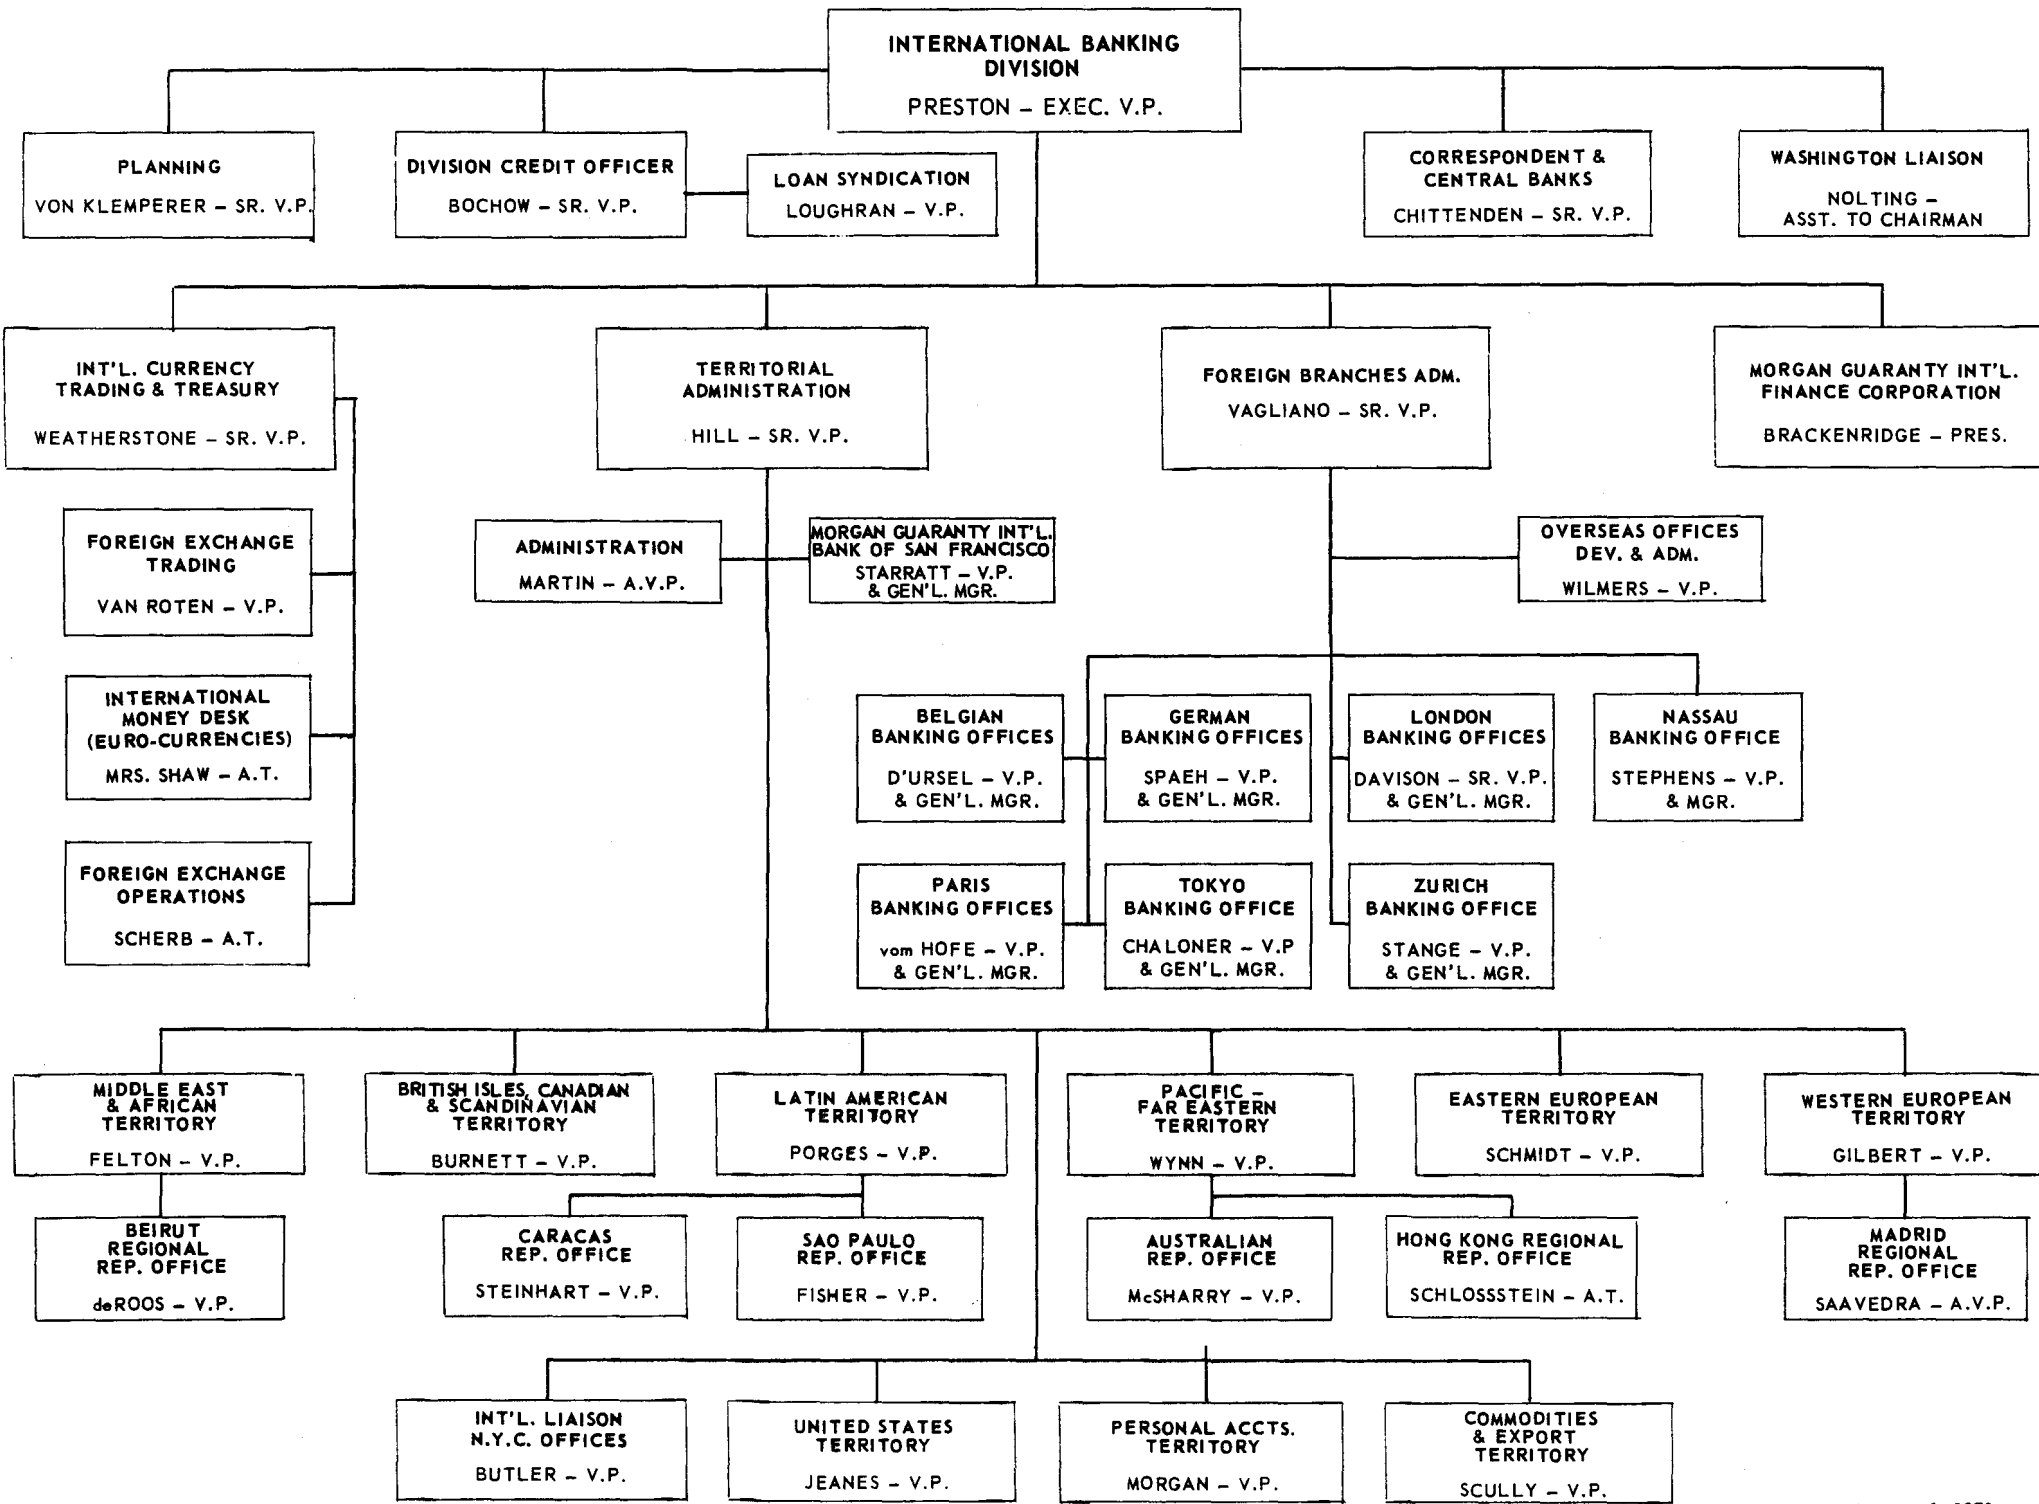 INTERNATIONAL BANKING
DIVISION
PRESTON – EXEC. V.P.
PLANNING
VON KLEMPERER – SR. V.P.
DIVISION CREDIT OFFICER
BOCHOW – SR. V.P.
LOAN SYNDICATION
LOUGHRAN – V.P.
CORRESPONDENT &
CENTRAL BANKS
CHITTENDEN – SR. V.P.
WASHINGTON LIAISON
NOLTING –
ASST. TO CHAIRMAN
INT'L. CURRENCY
TRADING & TREASURY
WEATHERSTONE – SR. V.P.
TERRITORIAL
ADMINISTRATION
HILL – SR. V.P.
FOREIGN BRANCHES ADM.
VAGLIANO – SR. V.P.
MORGAN GUARANTY INT'L.
FINANCE CORPORATION
BRACKENRIDGE – PRES.
FOREIGN EXCHANGE
TRADING
VAN ROTEN – V.P.
ADMINISTRATION
MARTIN – A.V.P.
MORGAN GUARANTY INT'L.
BANK OF SAN FRANCISCO
STARRATT – V.P.
& GEN'L. MGR.
OVERSEAS OFFICES
DEV. & ADM.
WILMERS – V.P.
INTERNATIONAL
MONEY DESK
(EURO-CURRENCIES)
MRS. SHAW – A.T.
BELGIAN
BANKING OFFICES
D'URSEL – V.P.
& GEN'L. MGR.
GERMAN
BANKING OFFICES
SPAEH – V.P.
& GEN'L. MGR.
LONDON
BANKING OFFICES
DAVISON – SR. V.P.
& GEN'L. MGR.
NASSAU
BANKING OFFICE
STEPHENS – V.P.
& MGR.
FOREIGN EXCHANGE
OPERATIONS
SCHERB – A.T.
PARIS
BANKING OFFICES
vom HOFE – V.P.
& GEN'L. MGR.
TOKYO
BANKING OFFICE
CHALONER – V.P
& GEN'L. MGR.
ZURICH
BANKING OFFICE
STANGE – V.P.
& GEN'L. MGR.
MIDDLE EAST
& AFRICAN
TERRITORY
FELTON – V.P.
BRITISH ISLES, CANADIAN
& SCANDINAVIAN
TERRITORY
BURNETT – V.P.
LATIN AMERICAN
TERRITORY
PORGES – V.P.
PACIFIC –
FAR EASTERN
TERRITORY
WYNN – V.P.
EASTERN EUROPEAN
TERRITORY
SCHMIDT – V.P.
WESTERN EUROPEAN
TERRITORY
GILBERT – V.P.
BEIRUT
REGIONAL
REP. OFFICE
deROOS – V.P.
CARACAS
REP. OFFICE
STEINHART – V.P.
SAO PAULO
REP. OFFICE
FISHER – V.P.
AUSTRALIAN
REP. OFFICE
McSHARRY – V.P.
HONG KONG REGIONAL
REP. OFFICE
SCHLOSSSTEIN – A.T.
MADRID
REGIONAL
REP. OFFICE
SAAVEDRA – A.V.P.
INT'L. LIAISON
N.Y.C. OFFICES
BUTLER – V.P.
UNITED STATES
TERRITORY
JEANES – V.P.
PERSONAL ACCTS.
TERRITORY
MORGAN – V.P.
COMMODITIES
& EXPORT
TERRITORY
SCULLY – V.P.